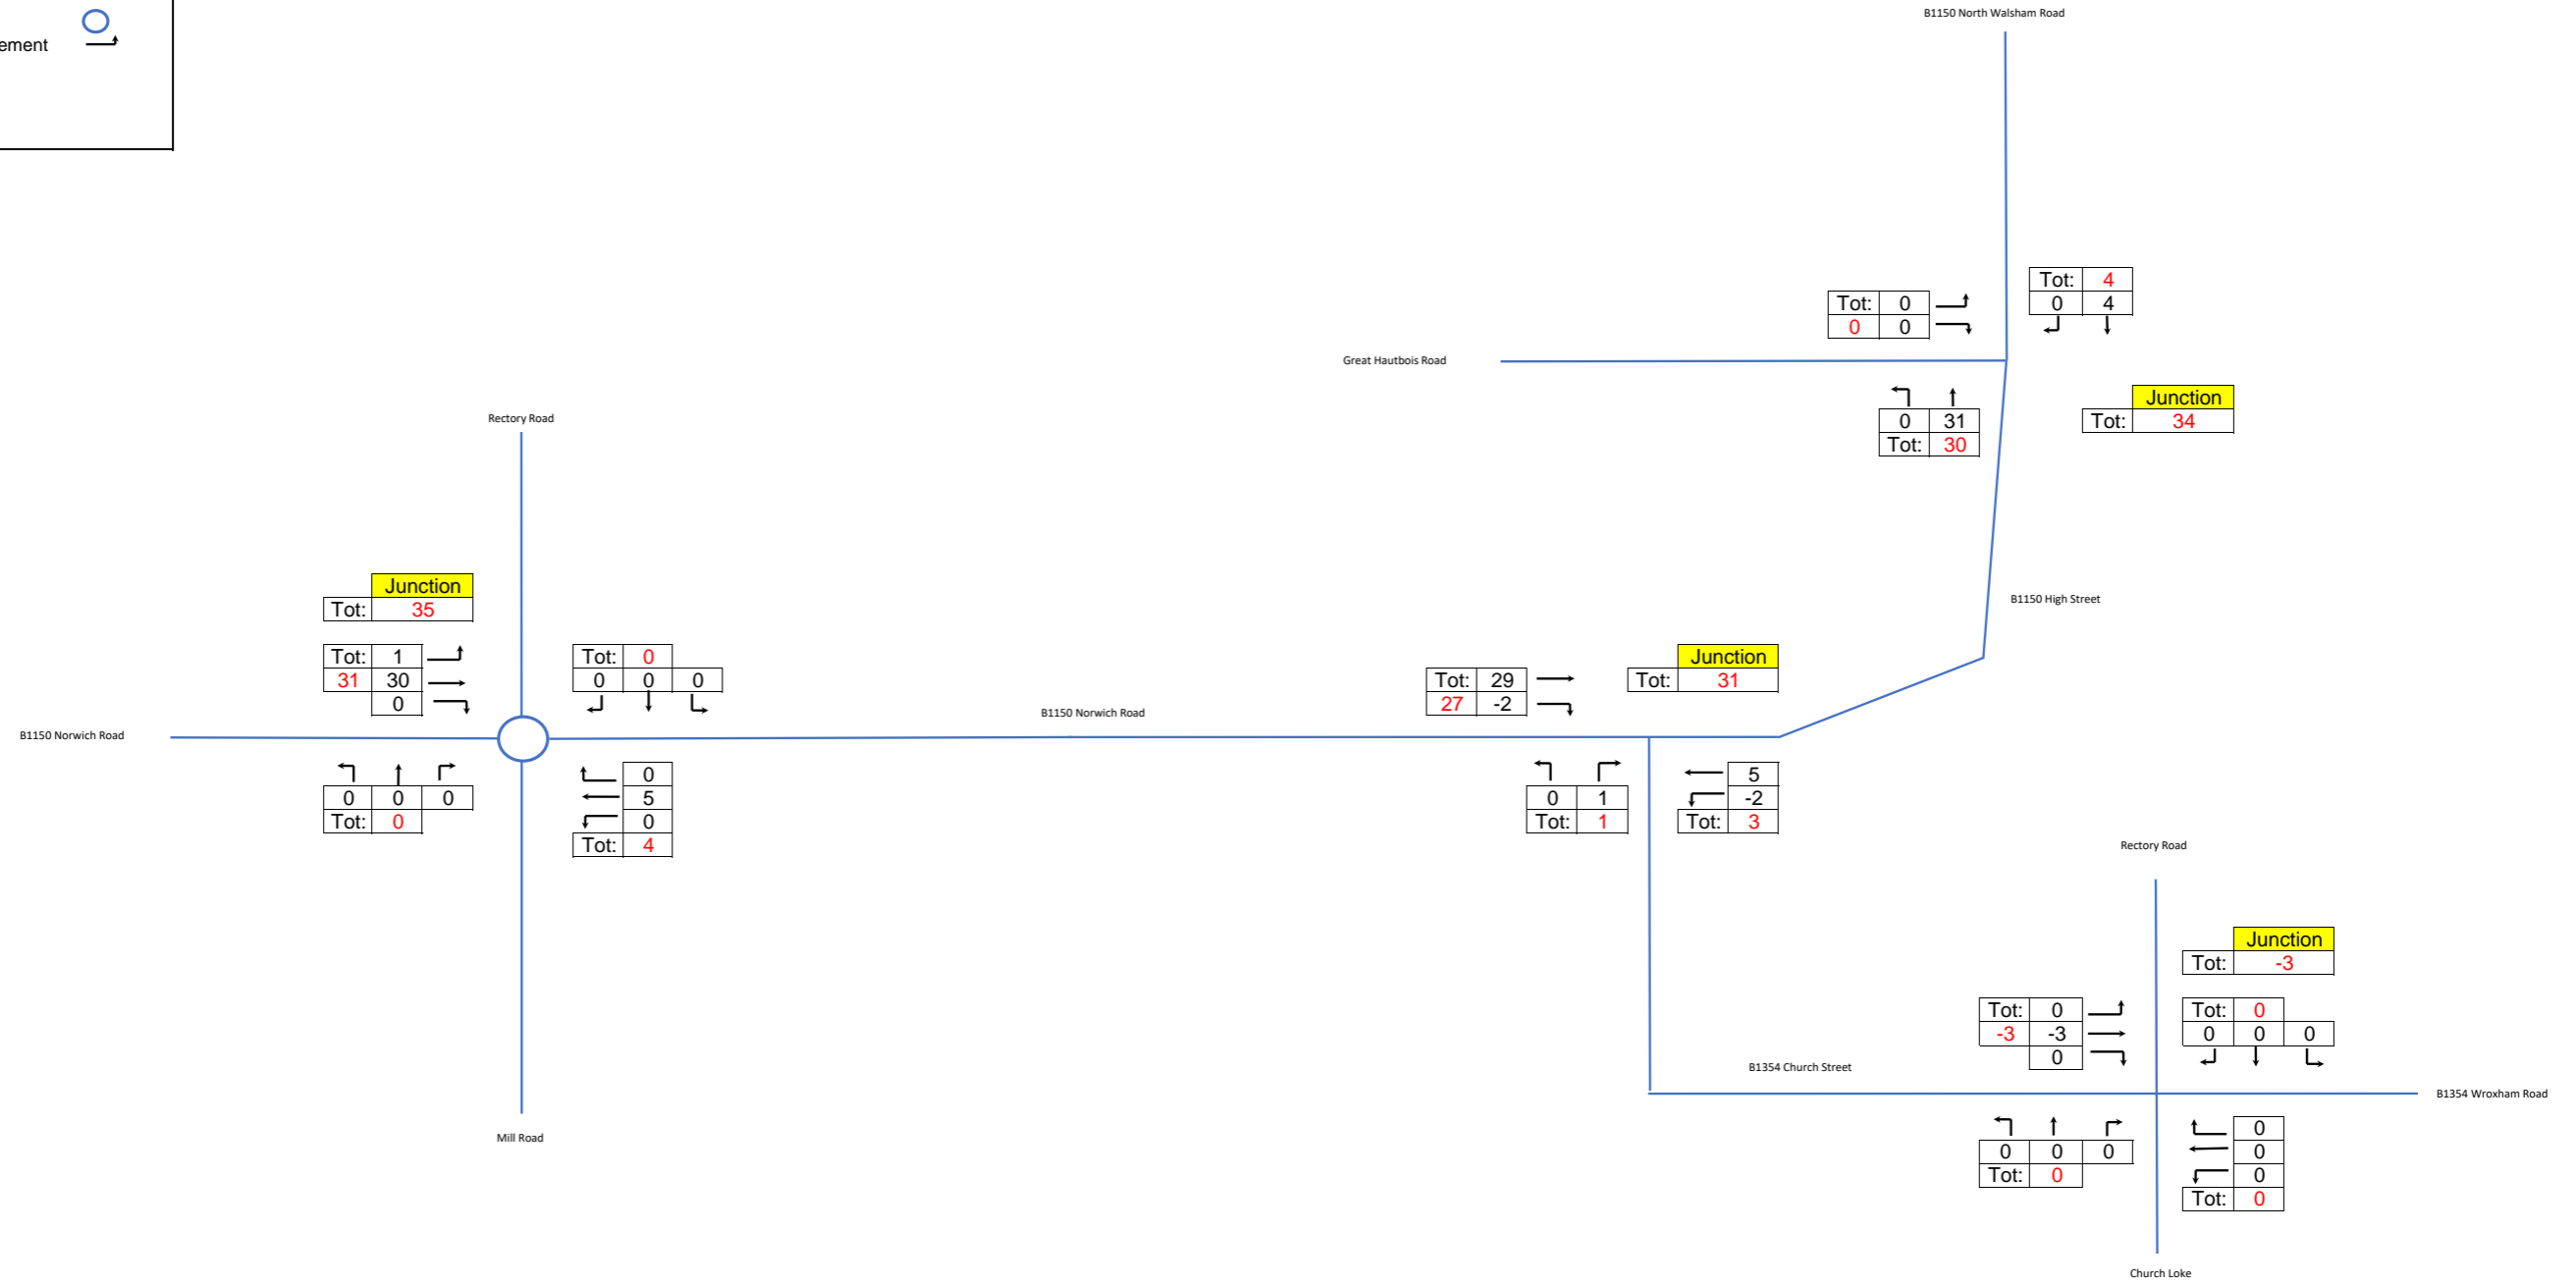 ement
B1150 North Walsham Road
Tot: 4
0 4
Tot: 0
0 0
Great Hautbois Road
0 31
Tot: 30
Junction
Tot: 34
Rectory Road
Junction
Tot: 35
Tot: 1
31 30
0
Tot: 0
0 0 0
B1150 Norwich Road
0 0 0
Tot: 0
0
5
0
Tot: 4
Mill Road
B1150 Norwich Road
B1150 High Street
Tot: 29
27 -2
Junction
Tot: 31
0 1
Tot: 1
5
-2
Tot: 3
Rectory Road
Junction
Tot: -3
Tot: 0
-3 -3
0
Tot: 0
0 0 0
B1354 Church Street
B1354 Wroxham Road
0 0 0
Tot: 0
0
0
0
Tot: 0
Church Loke